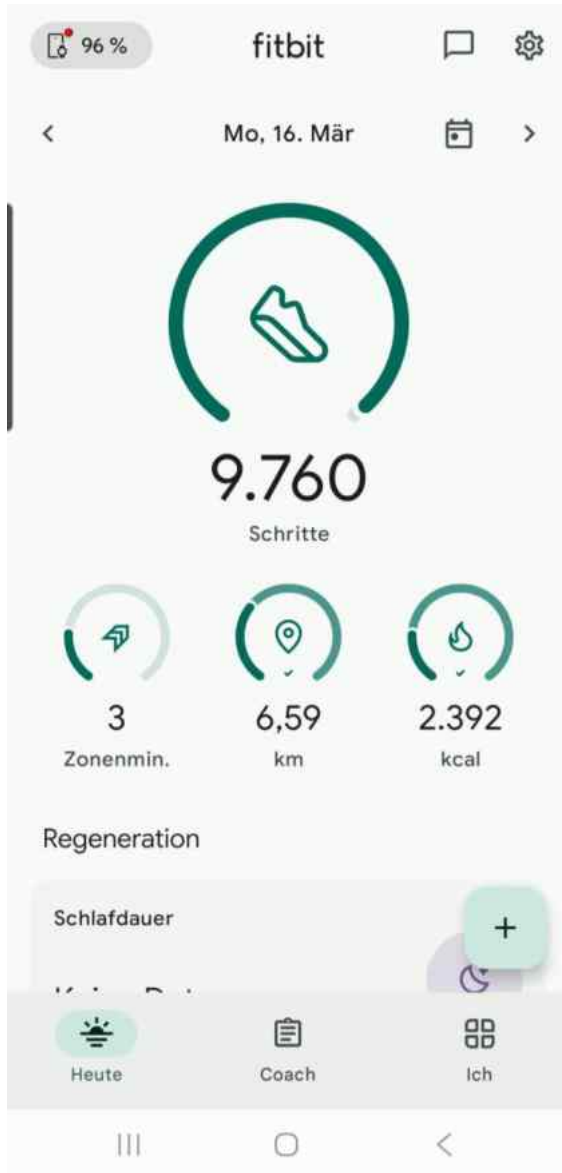 96 %
fitbit
Mo, 16. Mär
9.760
Schritte
3
Zonenmin.
6,59
km
2.392
kcal
Regeneration
Schlafdauer
Heute
Coach
Ich